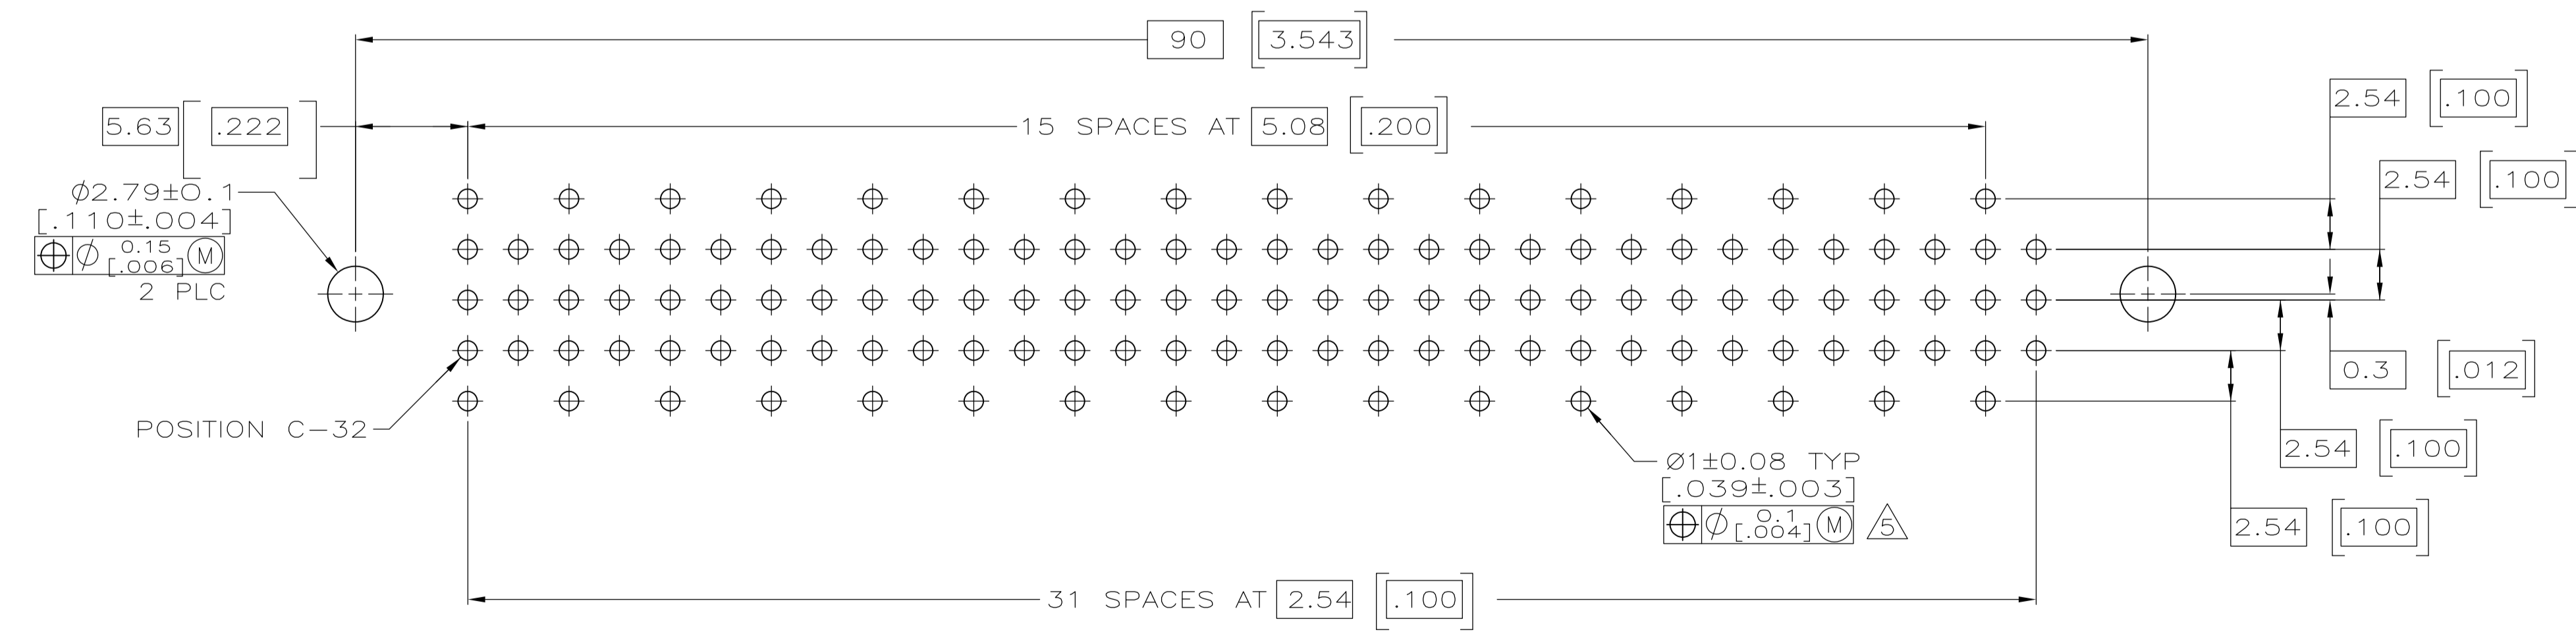 90 [3.543]
2.54 [.100]
5.63 [.222]
15 SPACES AT 5.08 [.200]
2.54 [.100]
Ø2.79±0.1
[.110±.004]
⌖ Ø 0.15 [.006] Ⓜ
2 PLC
0.3 [.012]
POSITION C-32
2.54 [.100]
Ø1±0.08 TYP
[.039±.003]
⌖ Ø 0.1 [.004] Ⓜ 5
2.54 [.100]
31 SPACES AT 2.54 [.100]